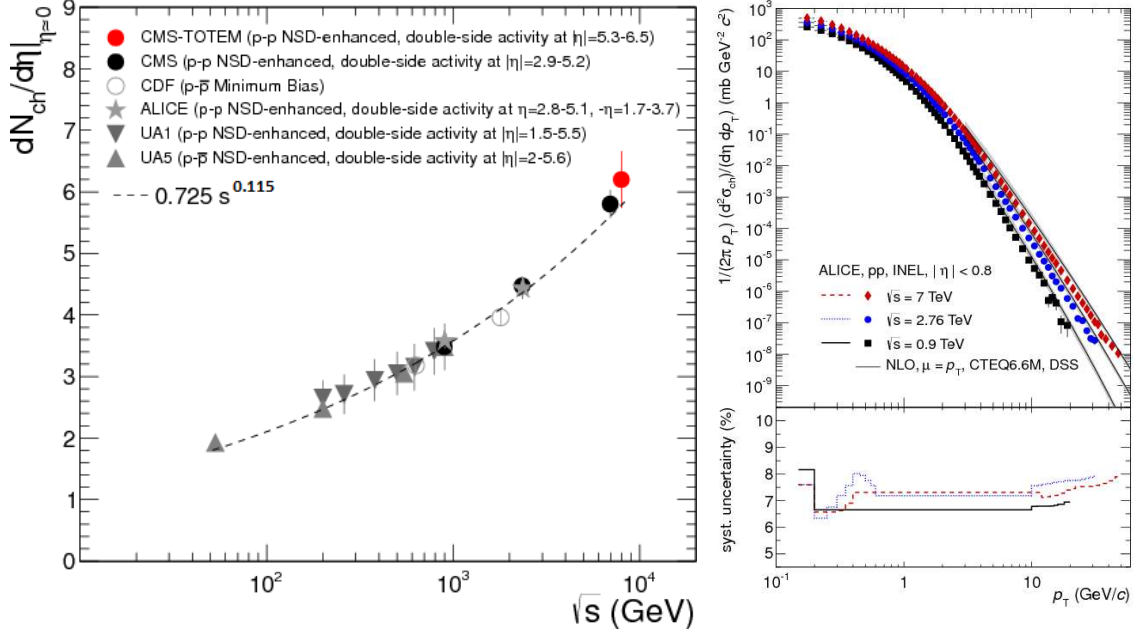 dN_ch/dη|_η≈0
9
8
7
6
5
4
3
2
1
0
CMS-TOTEM (p-p NSD-enhanced, double-side activity at |η|=5.3-6.5)
CMS (p-p NSD-enhanced, double-side activity at |η|=2.9-5.2)
CDF (p-p̅ Minimum Bias)
ALICE (p-p NSD-enhanced, double-side activity at η=2.8-5.1, -η=1.7-3.7)
UA1 (p-p NSD-enhanced, double-side activity at |η|=1.5-5.5)
UA5 (p-p̅ NSD-enhanced, double-side activity at |η|=2-5.6)
0.725 s^0.115
10^2
10^3
10^4
√s (GeV)
1/(2π p_T) (d²σ_ch)/(dη dp_T) (mb GeV⁻² c²)
10^3
10^2
10
1
10^-1
10^-2
10^-3
10^-4
10^-5
10^-6
10^-7
10^-8
10^-9
ALICE, pp, INEL, | η | < 0.8
√s = 7 TeV
√s = 2.76 TeV
√s = 0.9 TeV
NLO, μ = p_T, CTEQ6.6M, DSS
syst. uncertainty (%)
10
9
8
7
6
5
10^-1
1
10
p_T (GeV/c)